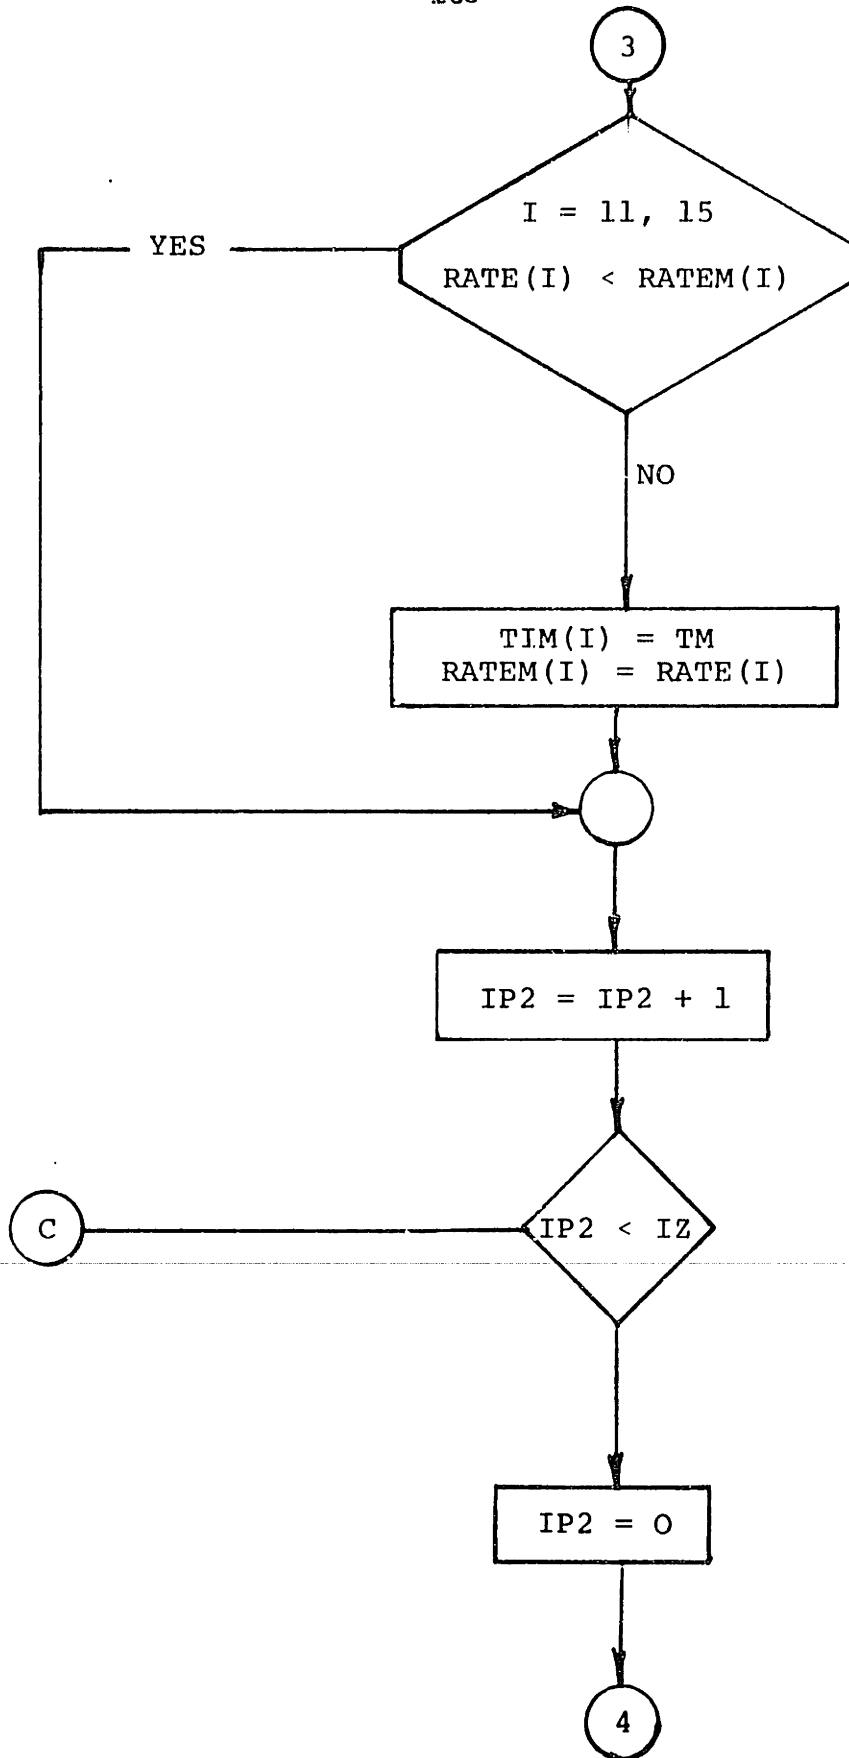 3
I = 11, 15
RATE(I) < RATEM(I)
YES
NO
TIM(I) = TM
RATEM(I) = RATE(I)
IP2 = IP2 + 1
C
IP2 < IZ
IP2 = 0
4